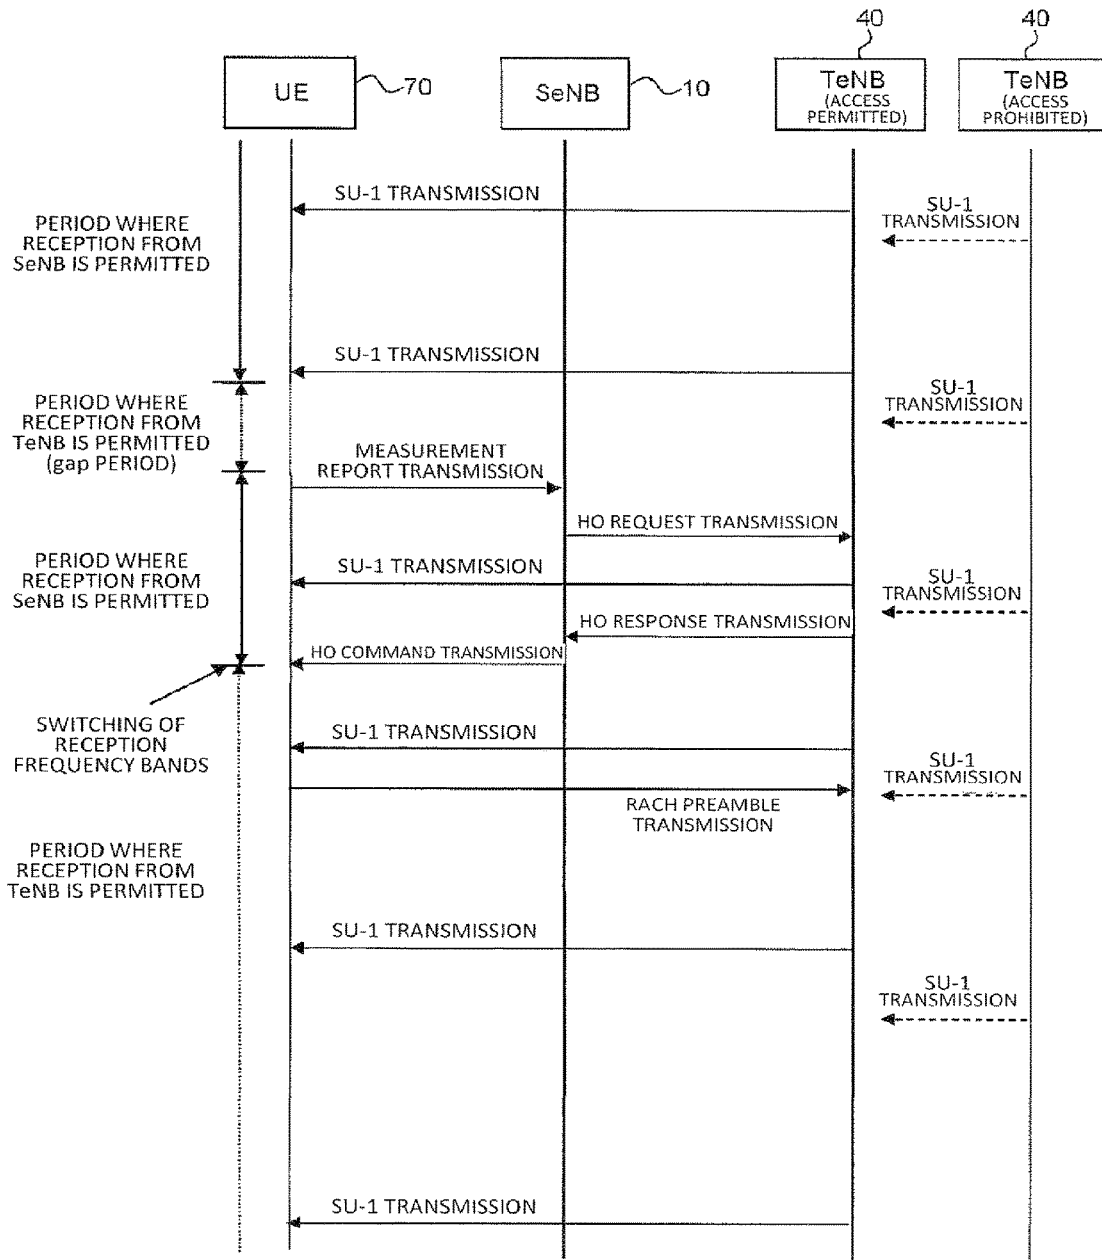 40
40
UE
70
SeNB
10
TeNB
(ACCESS
PERMITTED)
TeNB
(ACCESS
PROHIBITED)
SU-1 TRANSMISSION
SU-1
TRANSMISSION
PERIOD WHERE
RECEPTION FROM
SeNB IS PERMITTED
SU-1 TRANSMISSION
SU-1
TRANSMISSION
PERIOD WHERE
RECEPTION FROM
TeNB IS PERMITTED
(gap PERIOD)
MEASUREMENT
REPORT TRANSMISSION
HO REQUEST TRANSMISSION
PERIOD WHERE
RECEPTION FROM
SeNB IS PERMITTED
SU-1 TRANSMISSION
SU-1
TRANSMISSION
HO RESPONSE TRANSMISSION
HO COMMAND TRANSMISSION
SWITCHING OF
RECEPTION
FREQUENCY BANDS
SU-1 TRANSMISSION
SU-1
TRANSMISSION
RACH PREAMBLE
TRANSMISSION
PERIOD WHERE
RECEPTION FROM
TeNB IS PERMITTED
SU-1 TRANSMISSION
SU-1
TRANSMISSION
SU-1 TRANSMISSION